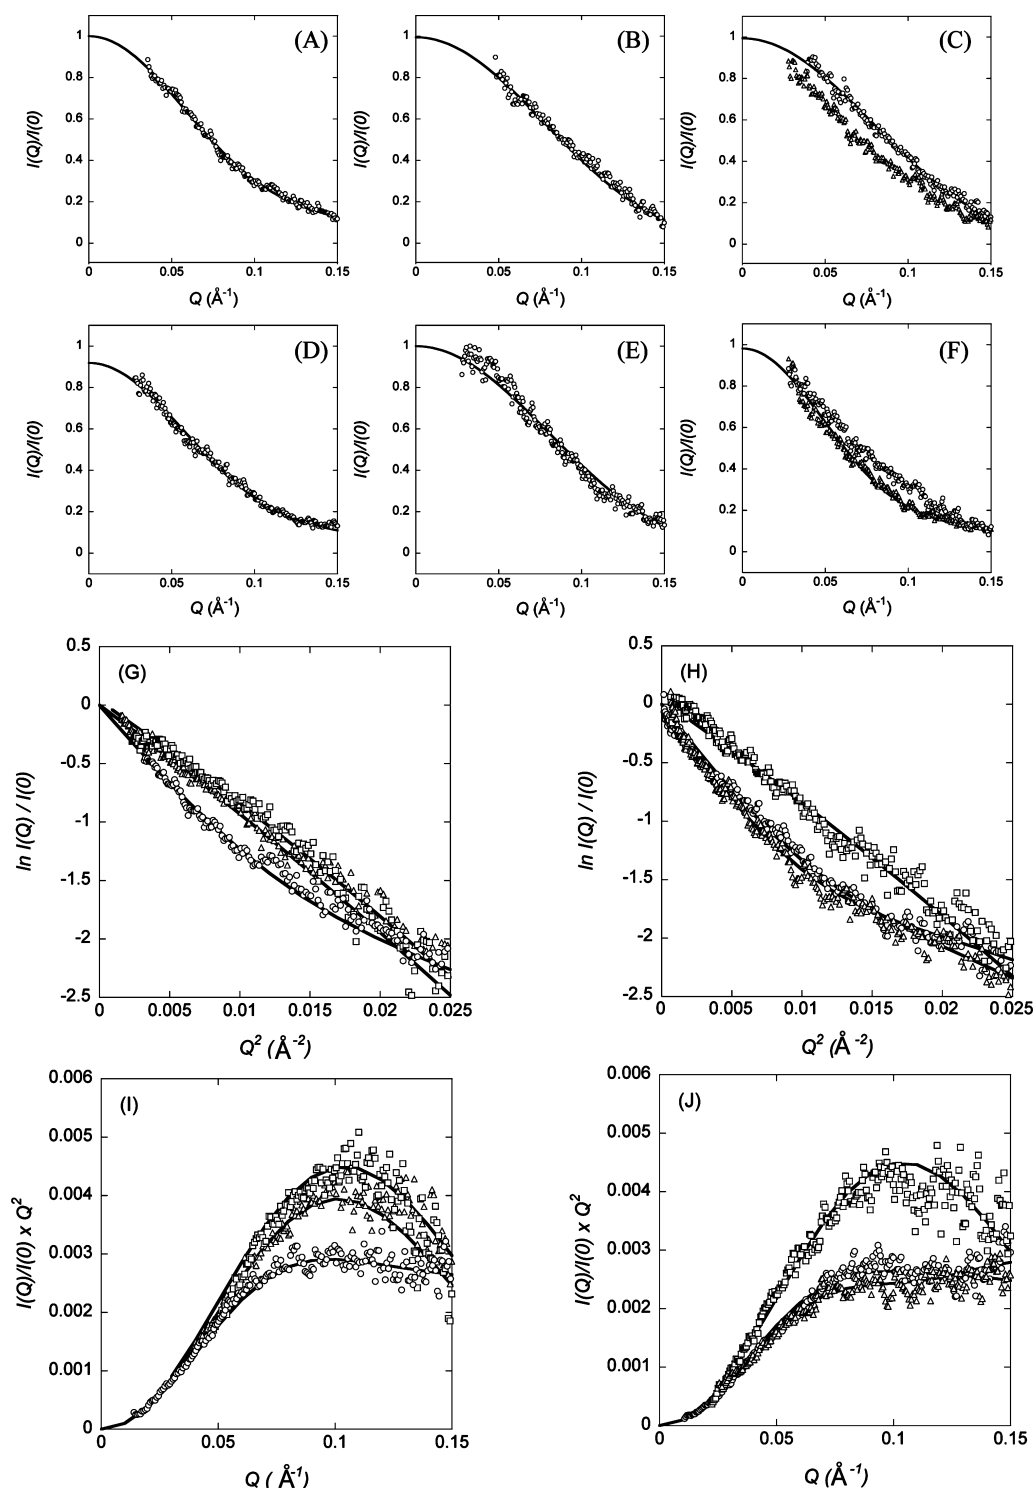 (A) (B) (C)
1 1 1
0.8 0.8 0.8
0.6 0.6 0.6
0.4 0.4 0.4
0.2 0.2 0.2
0 0 0
I(Q)/I(0) I(Q)/I(0) I(Q)/I(0)
0 0.05 0.1 0.15 0 0.05 0.1 0.15 0 0.05 0.1 0.15
Q (Å-1) Q (Å-1) Q (Å-1)
(D) (E) (F)
1 1 1
0.8 0.8 0.8
0.6 0.6 0.6
0.4 0.4 0.4
0.2 0.2 0.2
0 0 0
I(Q)/I(0) I(Q)/I(0) I(Q)/I(0)
0 0.05 0.1 0.15 0 0.05 0.1 0.15 0 0.05 0.1 0.15
Q (Å-1) Q (Å-1) Q (Å-1)
(G) (H)
0.5 0.5
0 0
-0.5 -0.5
-1 -1
-1.5 -1.5
-2 -2
-2.5 -2.5
ln I(Q) / I(0) ln I(Q) / I(0)
0 0.005 0.01 0.015 0.02 0.025 0 0.005 0.01 0.015 0.02 0.025
Q2 (Å-2) Q2 (Å-2)
(I) (J)
0.006 0.006
0.005 0.005
0.004 0.004
0.003 0.003
0.002 0.002
0.001 0.001
0 0
I(Q)/I(0) x Q2 I(Q)/I(0) x Q2
0 0.05 0.1 0.15 0 0.05 0.1 0.15
Q ( Å-1) Q (Å-1)